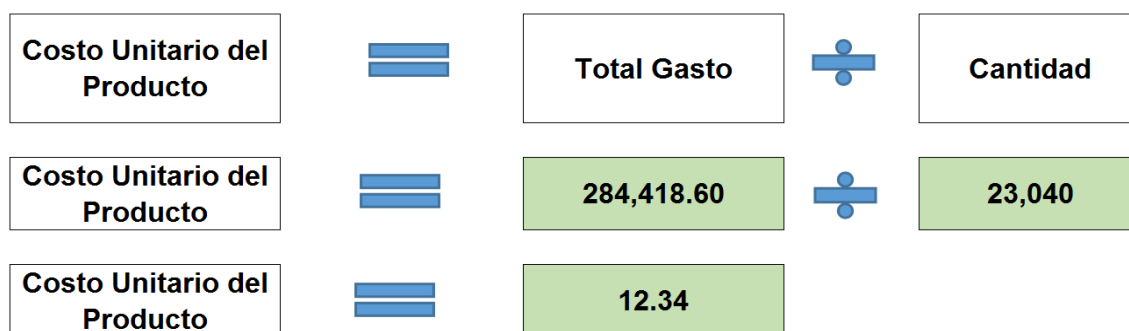 Costo Unitario del
Producto
Total Gasto
Cantidad
Costo Unitario del
Producto
284,418.60
23,040
Costo Unitario del
Producto
12.34